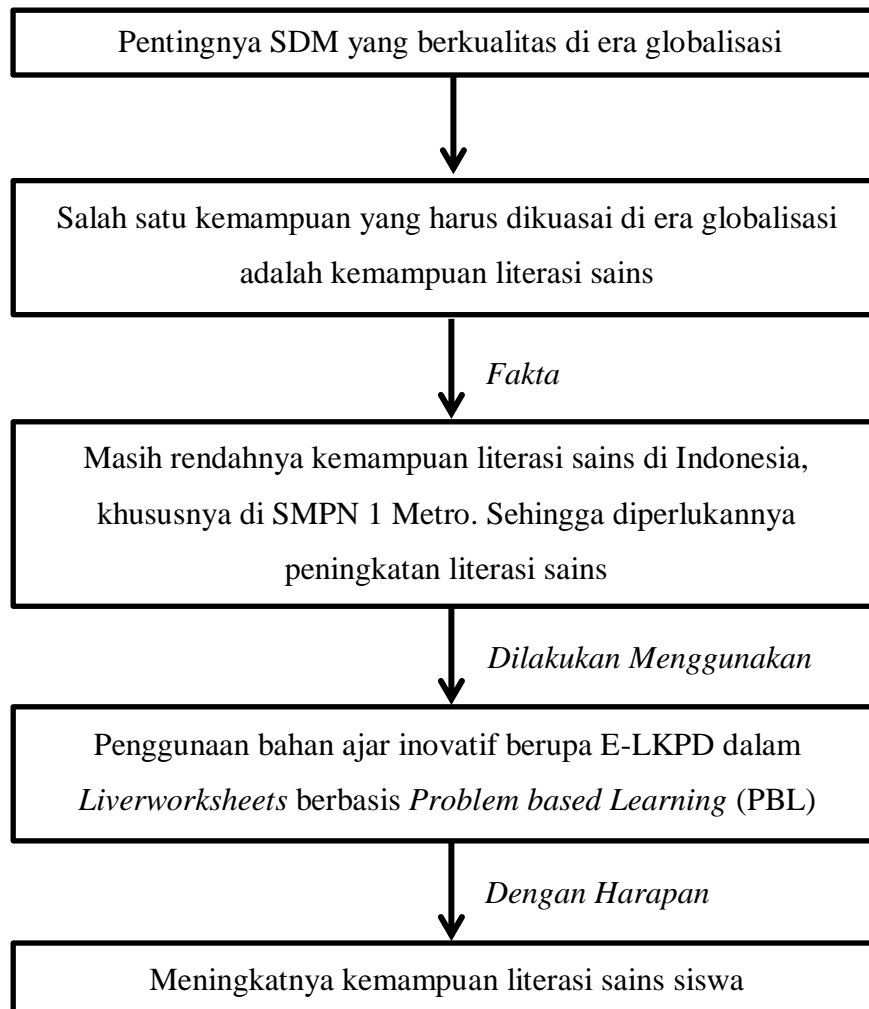 Pentingnya SDM yang berkualitas di era globalisasi
Salah satu kemampuan yang harus dikuasai di era globalisasi
adalah kemampuan literasi sains
Fakta
Masih rendahnya kemampuan literasi sains di Indonesia,
khususnya di SMPN 1 Metro. Sehingga diperlukannya
peningkatan literasi sains
Dilakukan Menggunakan
Penggunaan bahan ajar inovatif berupa E-LKPD dalam
Liverworksheets berbasis Problem based Learning (PBL)
Dengan Harapan
Meningkatnya kemampuan literasi sains siswa